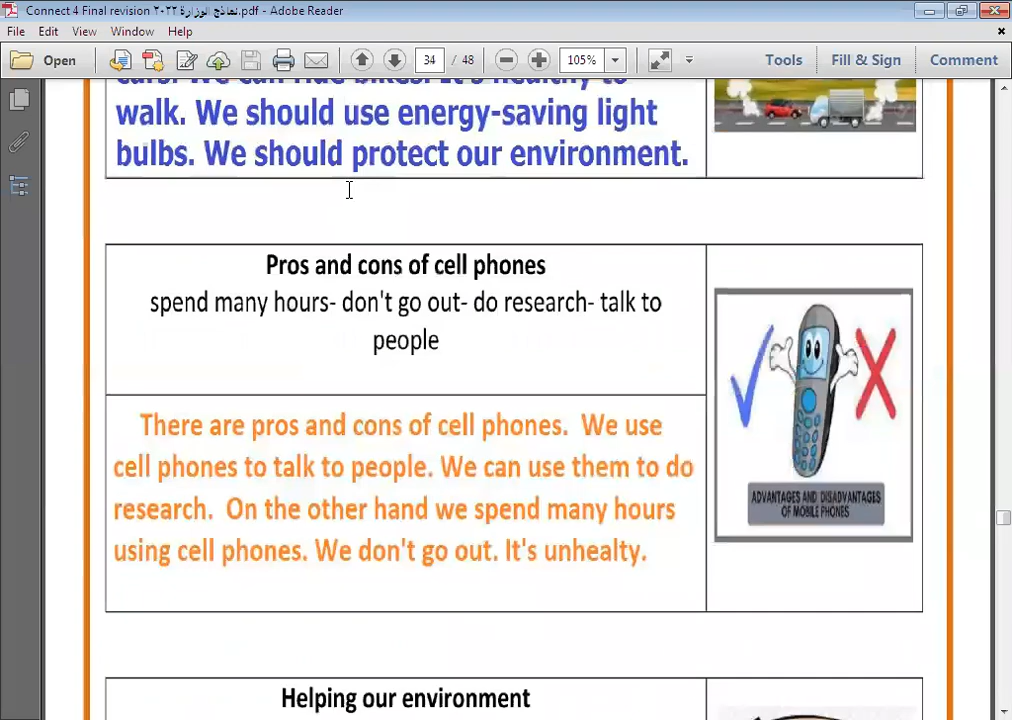 Connect 4 Final revision نماذج الوزارة ٢٠٢٢.pdf - Adobe Reader
File Edit View Window Help
Open 34 / 48 105% Tools Fill & Sign Comment
walk. We should use energy-saving light
bulbs. We should protect our environment.
Pros and cons of cell phones
spend many hours- don't go out- do research- talk to
people
There are pros and cons of cell phones. We use
cell phones to talk to people. We can use them to do
research. On the other hand we spend many hours
using cell phones. We don't go out. It's unhealty.
ADVANTAGES AND DISADVANTAGES
OF MOBILE PHONES
Helping our environment